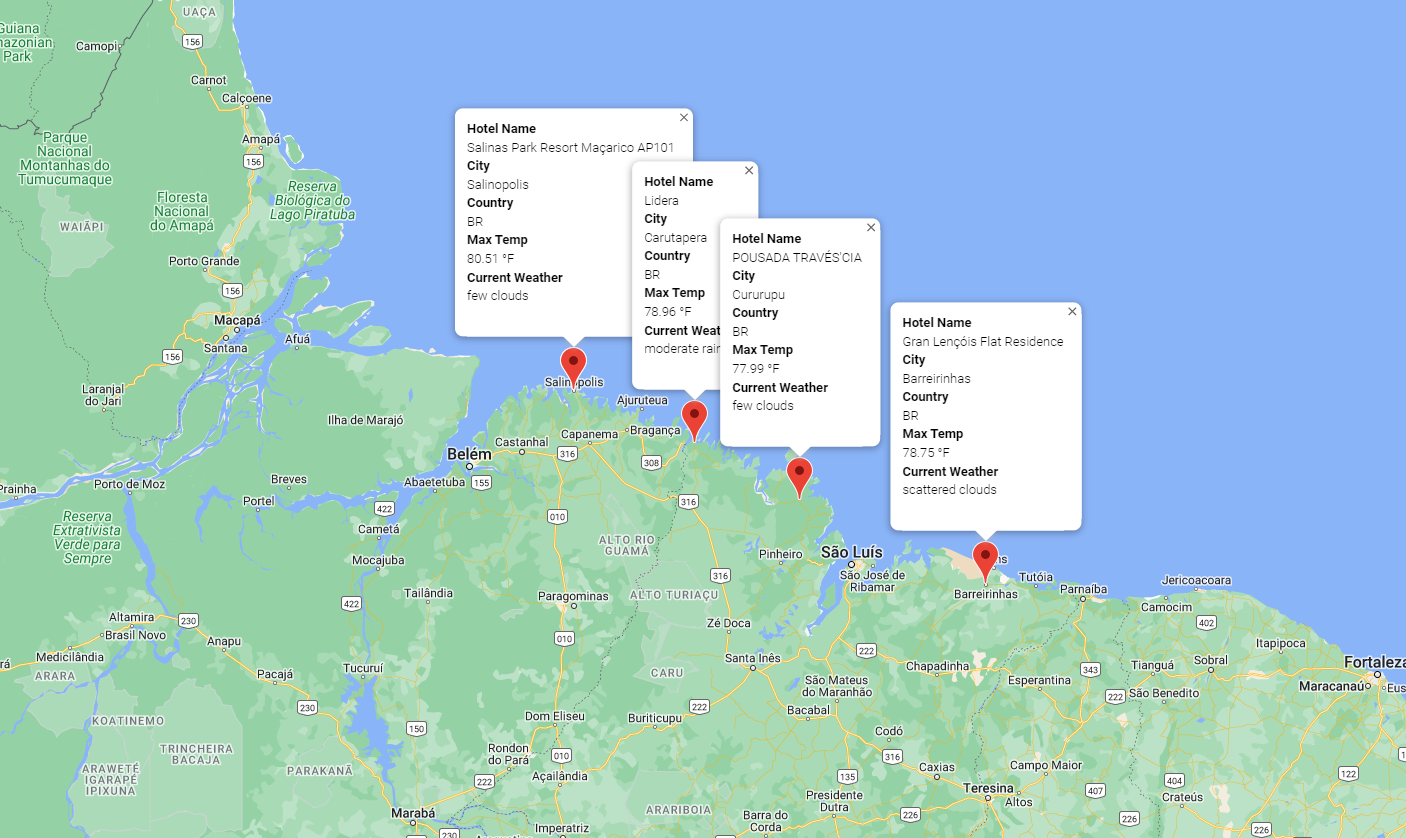 UAÇA
Guiana
Amazonian
Park
Camopi
156
Carnot
Calçoene
Parque
Nacional
Montanhas do
Tumucumaque
Amapá
156
Floresta
Nacional
do Amapá
Reserva
Biológica do
Lago Piratuba
WAIÃPI
Porto Grande
156
Macapá
Santana
Afuá
156
Laranjal
do Jari
Ilha de Marajó
Hotel Name
Salinas Park Resort Maçarico AP101
City
Salinopolis
Country
BR
Max Temp
80.51 °F
Current Weather
few clouds
Hotel Name
Lidera
City
Carutapera
Country
BR
Max Temp
78.96 °F
Current Weat
moderate rain
Hotel Name
POUSADA TRAVÉS'CIA
City
Cururupu
Country
BR
Max Temp
77.99 °F
Current Weather
few clouds
Hotel Name
Gran Lençóis Flat Residence
City
Barreirinhas
Country
BR
Max Temp
78.75 °F
Current Weather
scattered clouds
Salinópolis
Ajuruteua
Bragança
Capanema
Castanhal
316
308
Belém
155
Abaetetuba
Breves
Portel
Porto de Moz
Prainha
422
010
316
Cametá
Mocajuba
Reserva
Extrativista
Verde para
Sempre
ALTO RIO
GUAMÁ
Pinheiro
São Luís
São José de
Ribamar
ns
Barreirinhas
Tutóia
Parnaíba
Jericoacoara
Camocim
402
316
ALTO TURIAÇU
Tailândia
422
Paragominas
Altamira
230
Brasil Novo
Medicilândia
rá
ARARA
Anapu
Pacajá
Tucuruí
010
Zé Doca
Santa Inês
222
Chapadinha
343
Tianguá
Sobral
Itapipoca
Fortaleza
Maracanaú
Eus
CARU
São Mateus
do Maranhão
Esperantina
222
São Benedito
KOATINEMO
230
150
Dom Eliseu
Buriticupu
222
Bacabal
Codó
TRINCHEIRA
BACAJA
Rondon
do Pará
010
316
Caxias
Campo Maior
122
1
ARAWETÉ
IGARAPÉ
IPIXUNA
PARAKANÃ
222
Açailândia
135
Teresina
Altos
407
404
Crateús
Marabá
ARARIBOIA
Presidente
Dutra
226
226
226
230
Imperatriz
Barra do
Corda